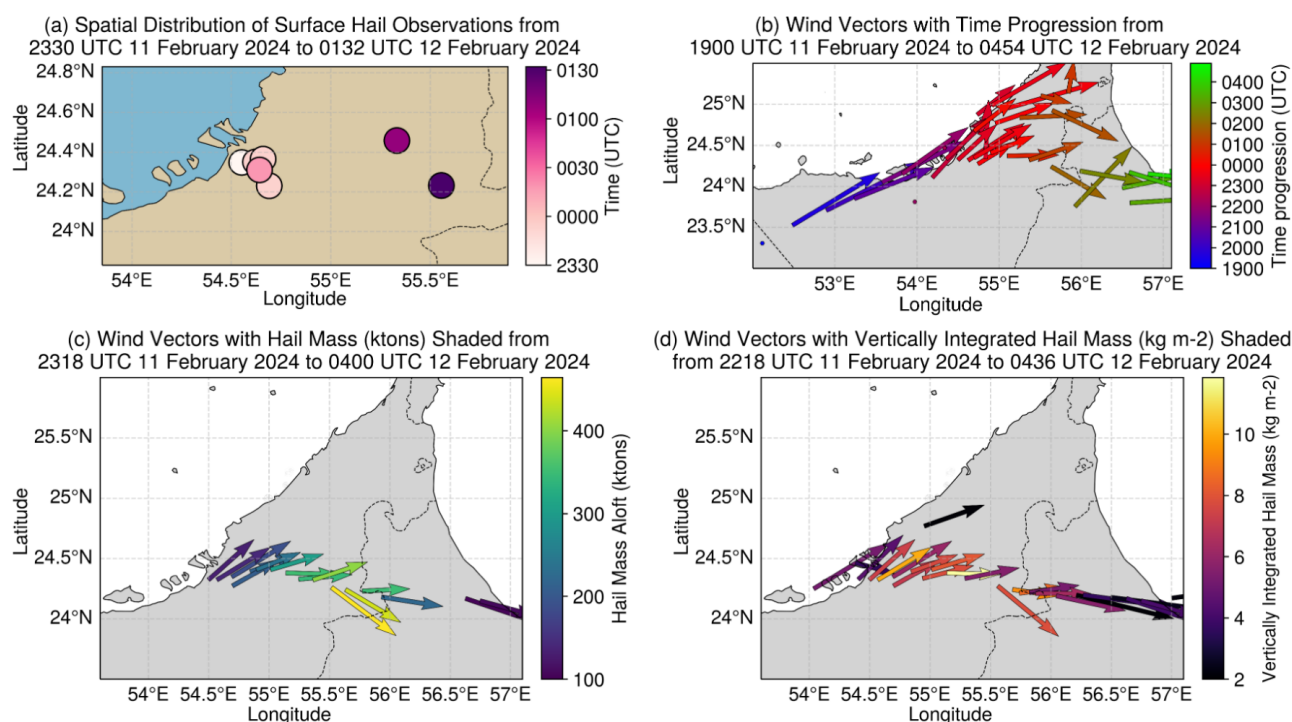 (a) Spatial Distribution of Surface Hail Observations from
2330 UTC 11 February 2024 to 0132 UTC 12 February 2024
24.8°N
24.6°N
24.4°N
24.2°N
24°N
Latitude
54°E
54.5°E
55°E
55.5°E
Longitude
0130
0100
0030
0000
2330
Time (UTC)
(b) Wind Vectors with Time Progression from
1900 UTC 11 February 2024 to 0454 UTC 12 February 2024
25°N
24.5°N
24°N
23.5°N
Latitude
53°E
54°E
55°E
56°E
57°E
Longitude
0400
0300
0200
0100
0000
2300
2200
2100
2000
1900
Time progression (UTC)
(c) Wind Vectors with Hail Mass (ktons) Shaded from
2318 UTC 11 February 2024 to 0400 UTC 12 February 2024
25.5°N
25°N
24.5°N
24°N
Latitude
54°E
54.5°E
55°E
55.5°E
56°E
56.5°E
57°E
Longitude
400
300
200
100
Hail Mass Aloft (ktons)
(d) Wind Vectors with Vertically Integrated Hail Mass (kg m-2) Shaded
from 2218 UTC 11 February 2024 to 0436 UTC 12 February 2024
25.5°N
25°N
24.5°N
24°N
Latitude
54°E
54.5°E
55°E
55.5°E
56°E
56.5°E
57°E
Longitude
10
8
6
4
2
Vertically Integrated Hail Mass (kg m-2)